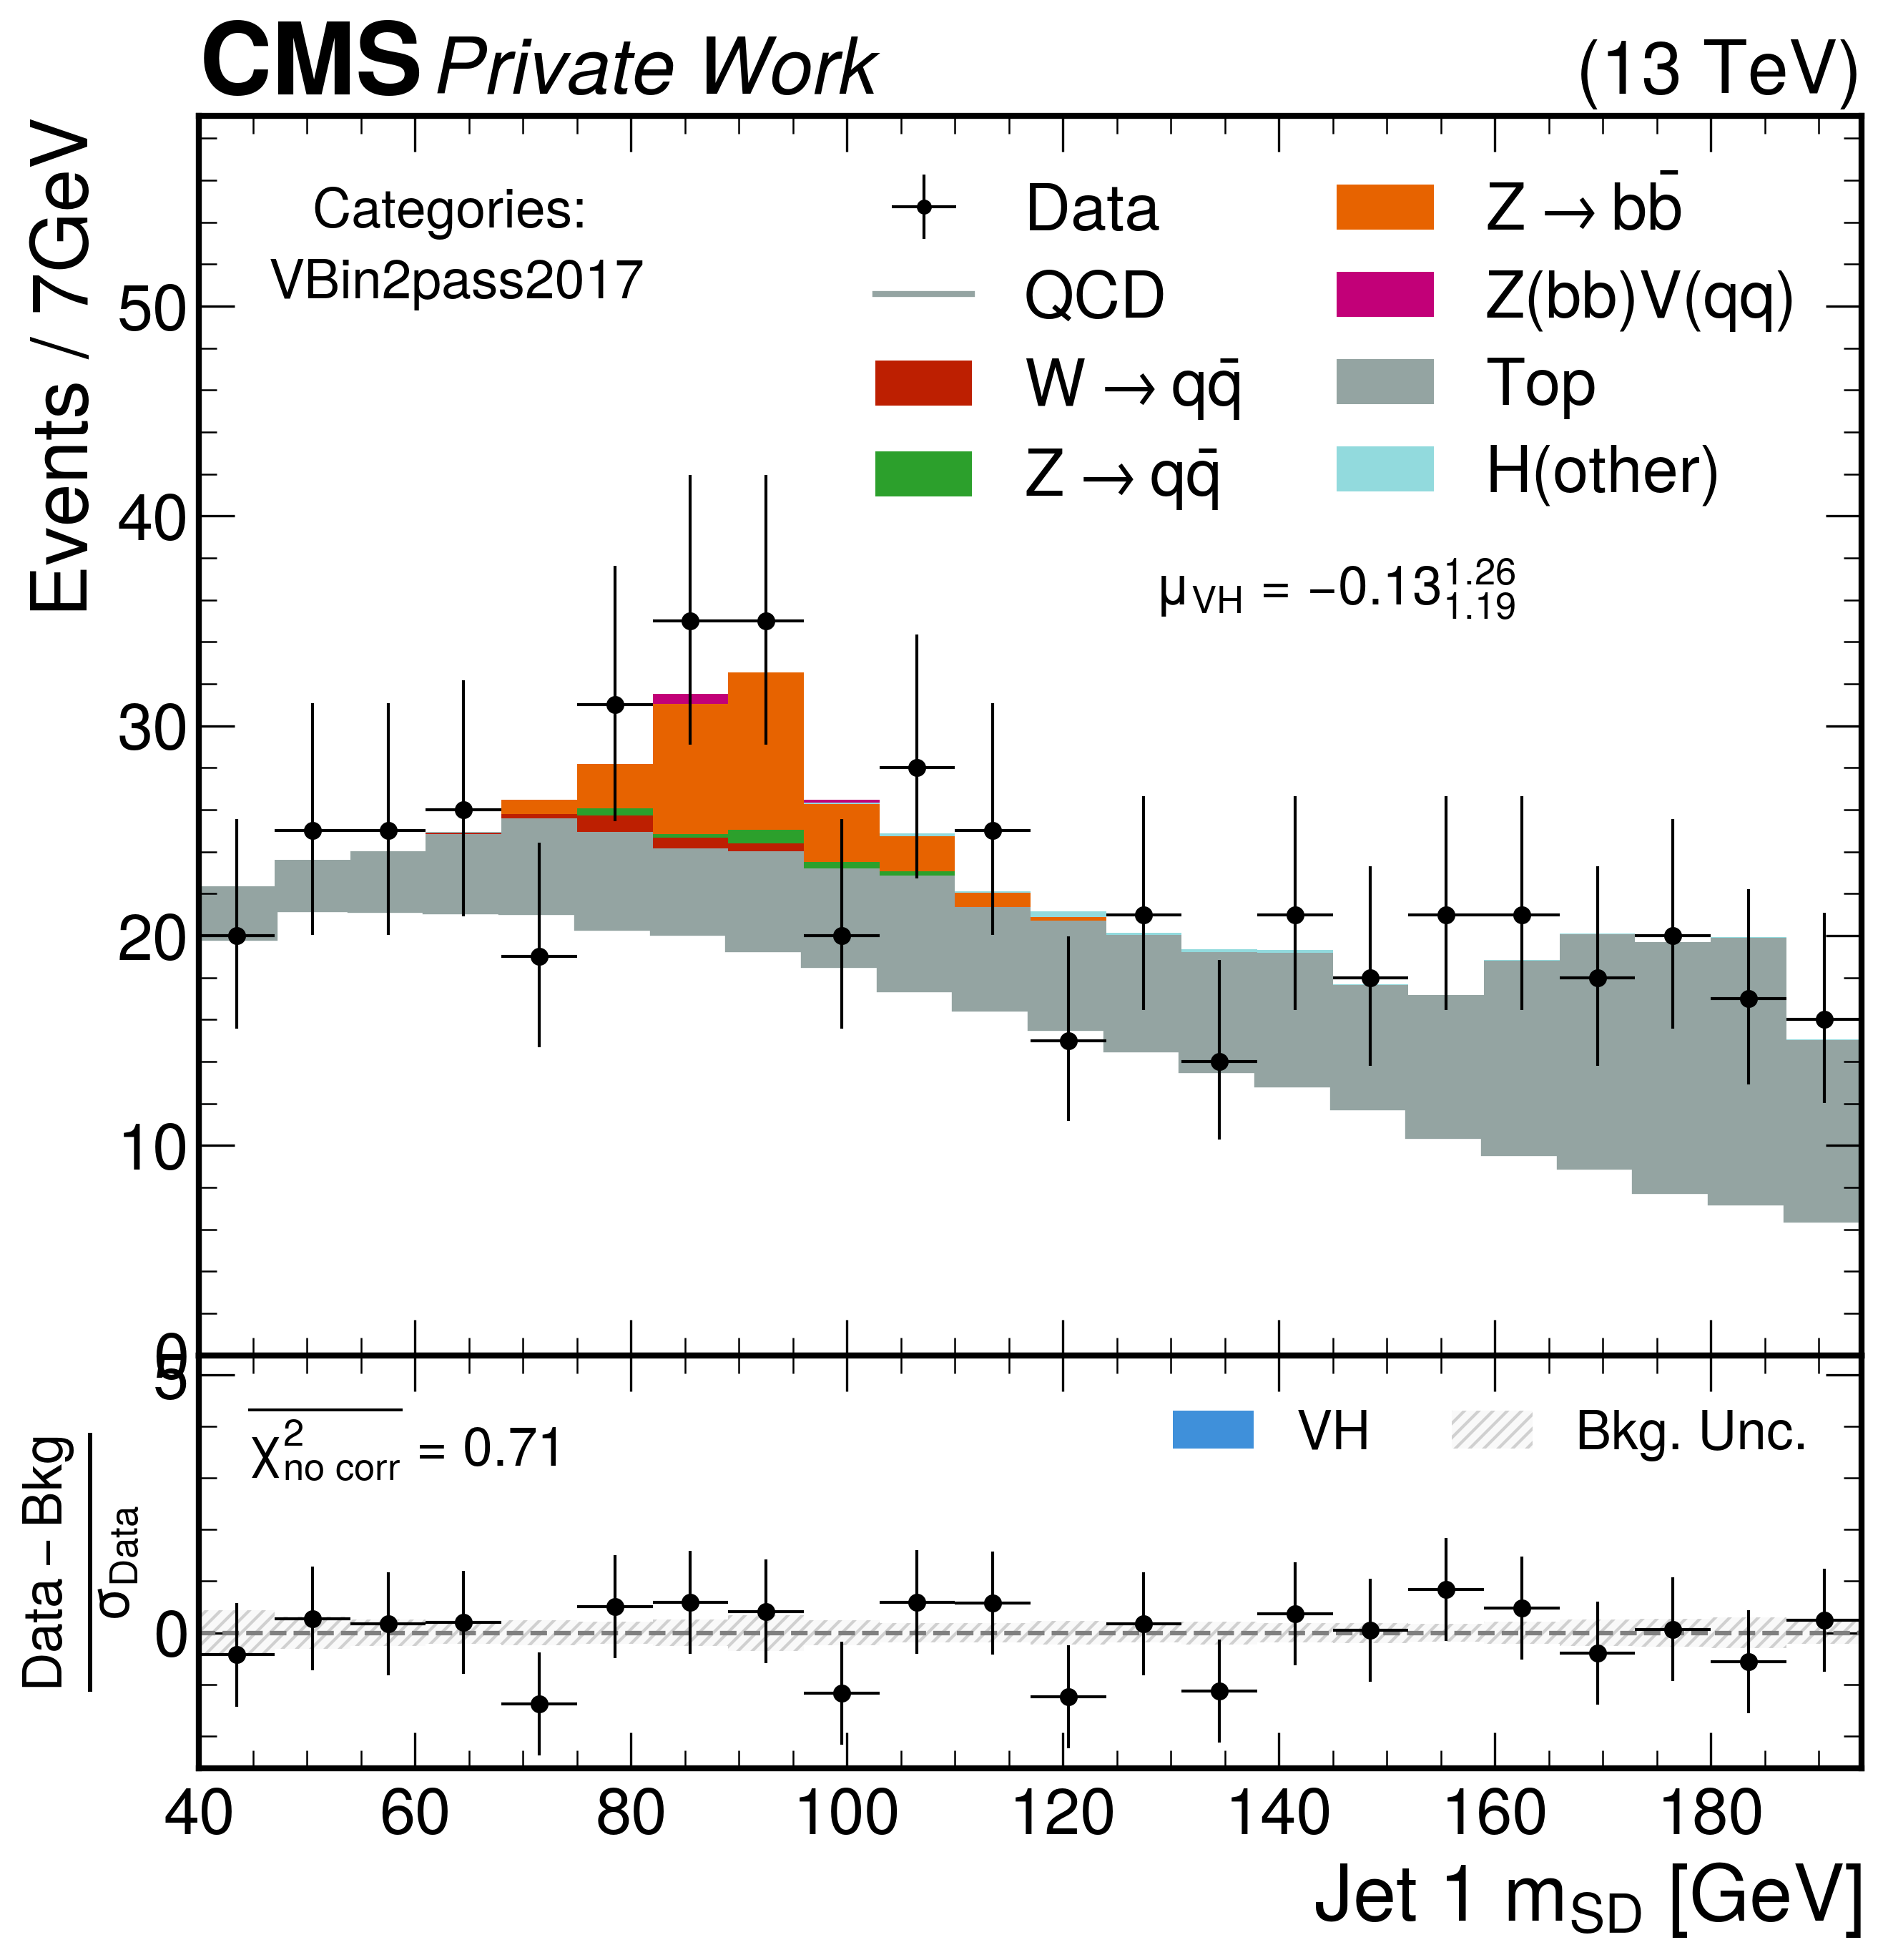 CMS Private Work (13 TeV)
Events / 7GeV
Categories:
VBin2pass2017
Data
QCD
W → qq̄
Z → qq̄
Z → bb̄
Z(bb)V(qq)
Top
H(other)
μ_VH = −0.13 1.26 1.19
50
40
30
20
10
0
5
0
Data − Bkg
σ_Data
χ² no corr = 0.71
VH
Bkg. Unc.
40 60 80 100 120 140 160 180
Jet 1 m_SD [GeV]